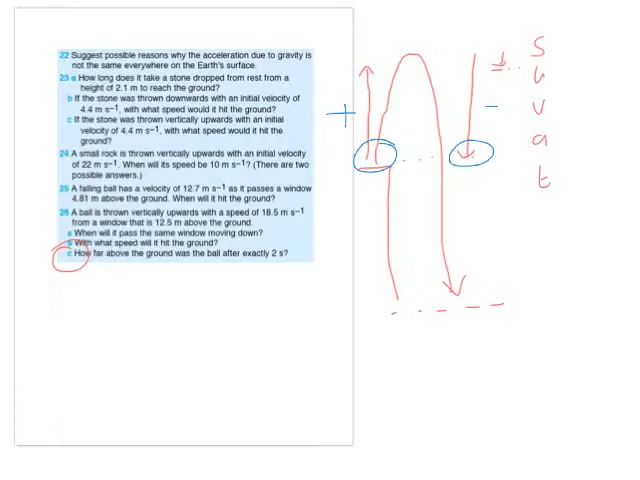 22 Suggest possible reasons why the acceleration due to gravity is
not the same everywhere on the Earth's surface.
23 a How long does it take a stone dropped from rest from a
height of 2.1 m to reach the ground?
b If the stone was thrown downwards with an initial velocity of
4.4 m s⁻¹, with what speed would it hit the ground?
c If the stone was thrown vertically upwards with an initial
velocity of 4.4 m s⁻¹, with what speed would it hit the
ground?
24 A small rock is thrown vertically upwards with an initial velocity
of 22 m s⁻¹. When will its speed be 10 m s⁻¹? (There are two
possible answers.)
25 A falling ball has a velocity of 12.7 m s⁻¹ as it passes a window
4.81 m above the ground. When will it hit the ground?
26 A ball is thrown vertically upwards with a speed of 18.5 m s⁻¹
from a window that is 12.5 m above the ground.
a When will it pass the same window moving down?
b With what speed will it hit the ground?
c How far above the ground was the ball after exactly 2 s?
+
-
s
u
v
a
t